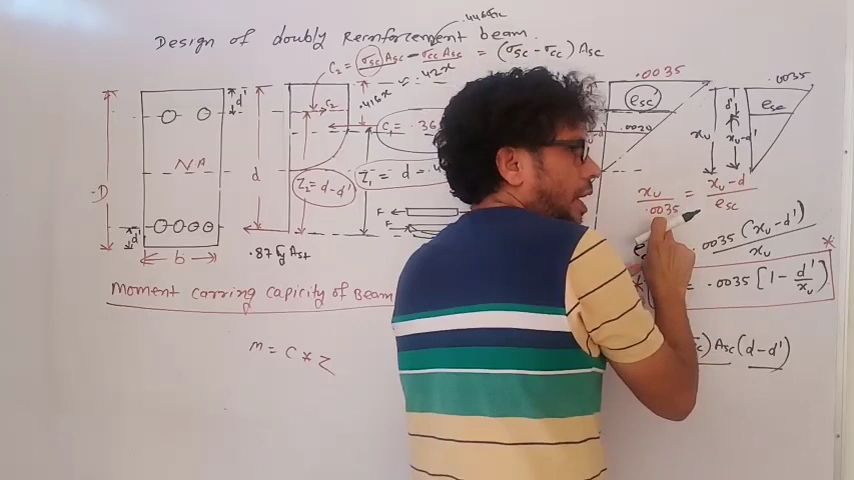 .446σcc
Design of doubly Reinforcement beam.
C₂ = σsc Asc - σcc Asc = (σsc - σcc) Asc
.416x ≈ .42x
d'
C₂
C₁ = .36
D
N A
d
Z₂ = d-d'
Z₁ = d - .4
F
F
d'
b
.87 fy Ast
.0035
esc'
.0020
.0035
d'
esc
xu
xu-d'
xu/.0035 = xu-d/esc
.0035 (xu-d')/xu
*
= .0035 [1 - d'/xu]
Moment carring capicity of Beam
) Asc (d-d')
M = C * Z